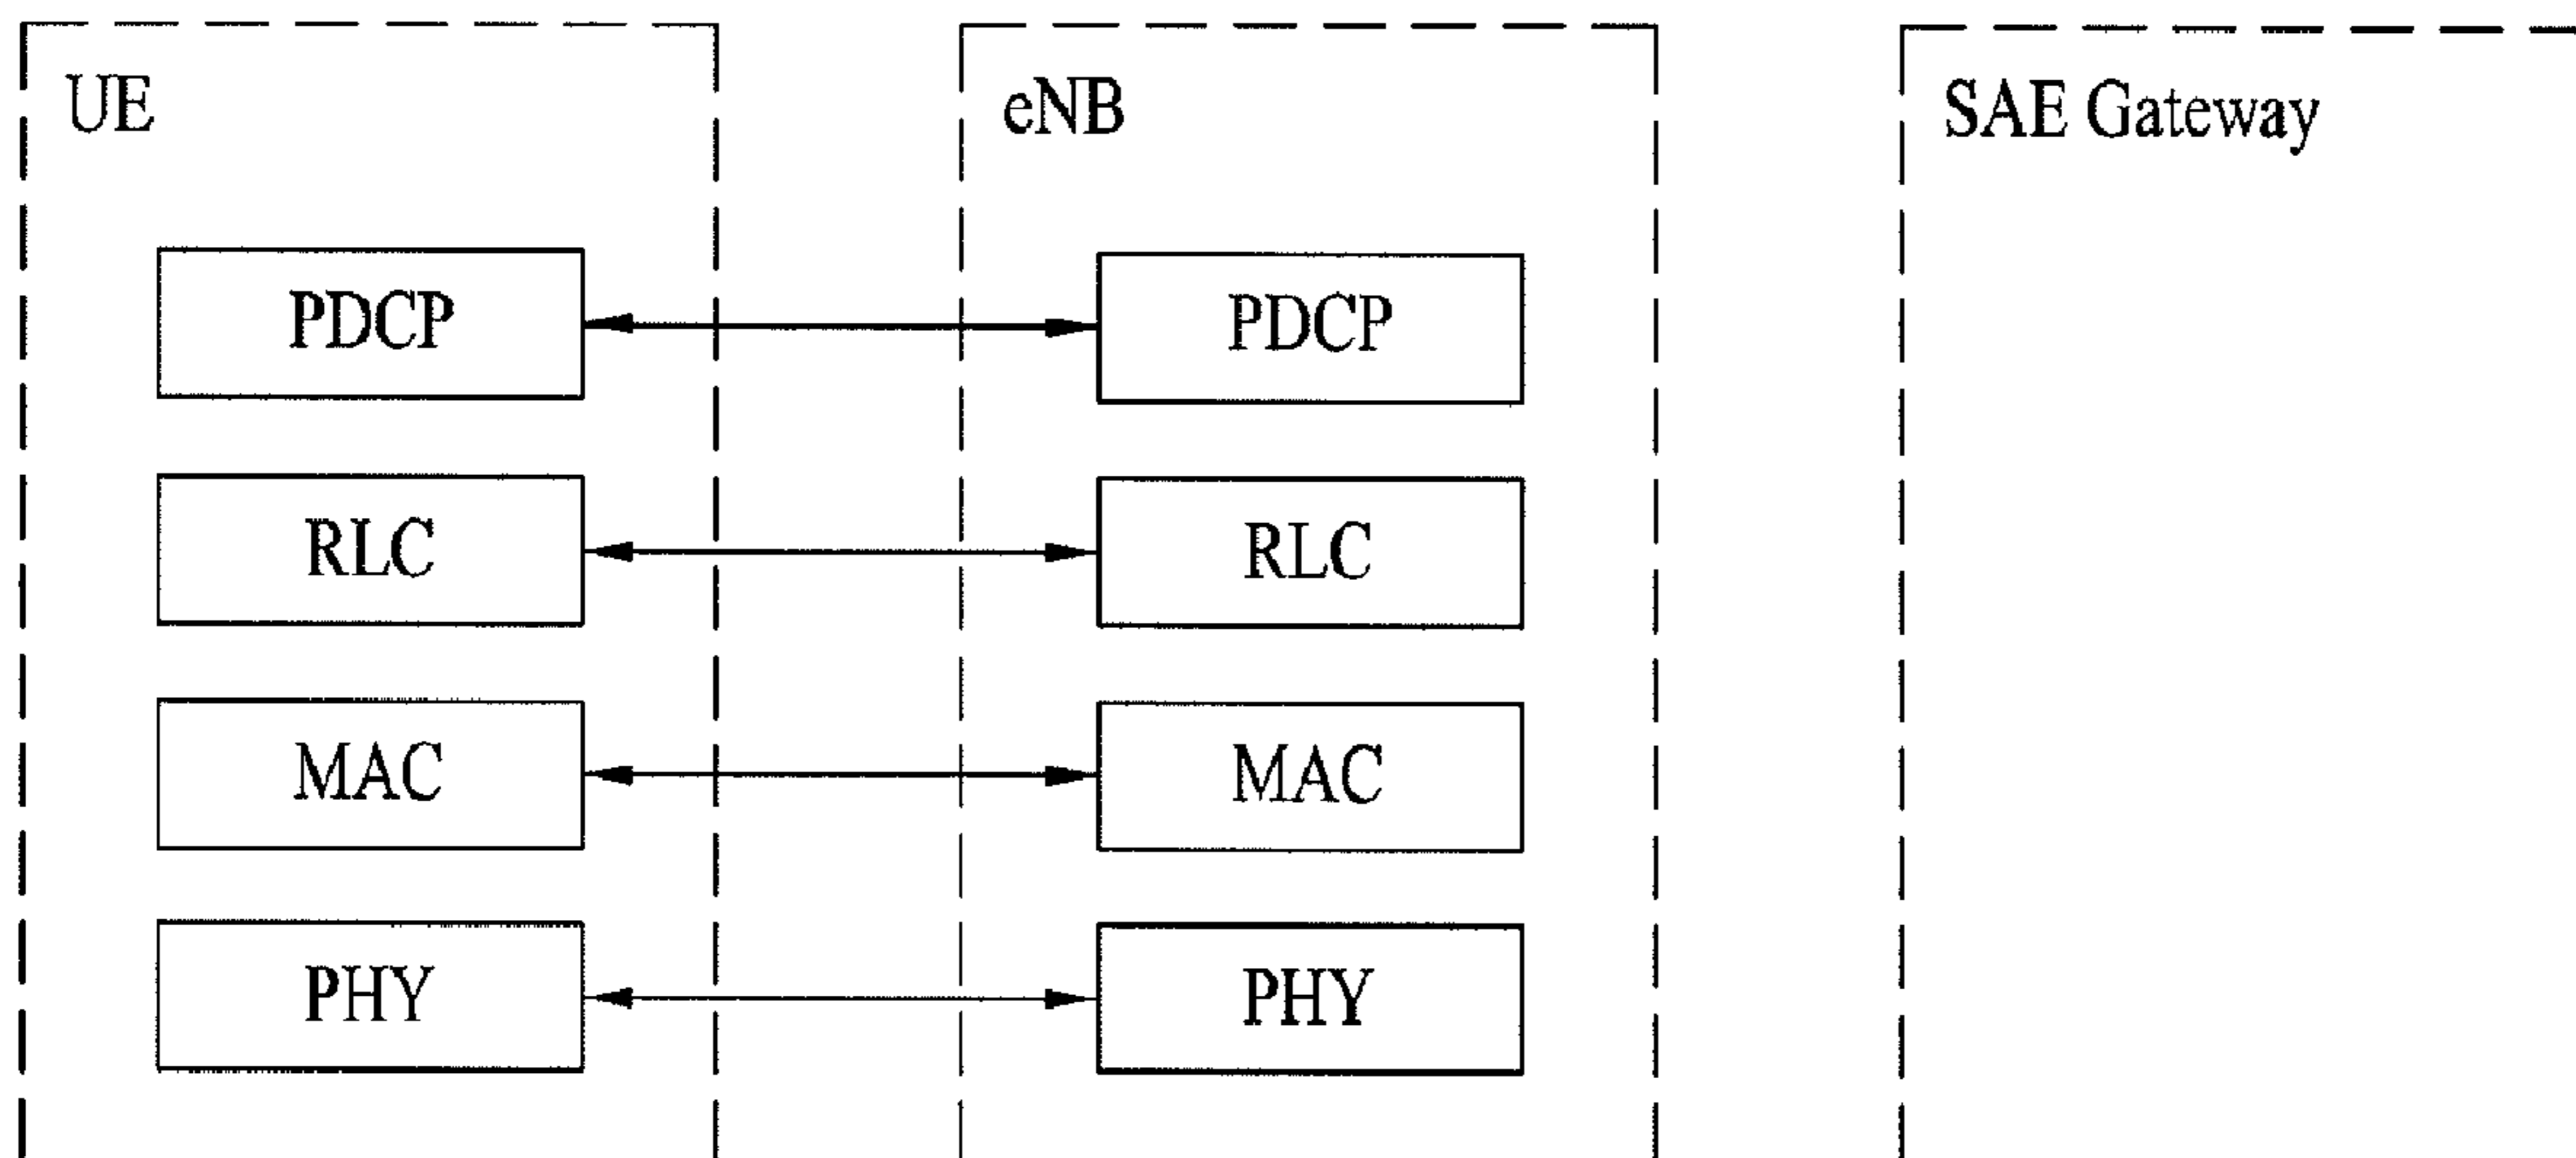 UE
eNB
SAE Gateway
PDCP
PDCP
RLC
RLC
MAC
MAC
PHY
PHY